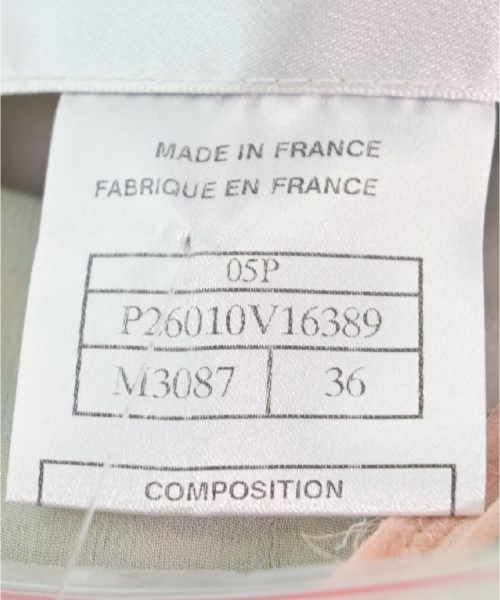 MADE IN FRANCE
FABRIQUE EN FRANCE
05P
P26010V16389
M3087 36
COMPOSITION